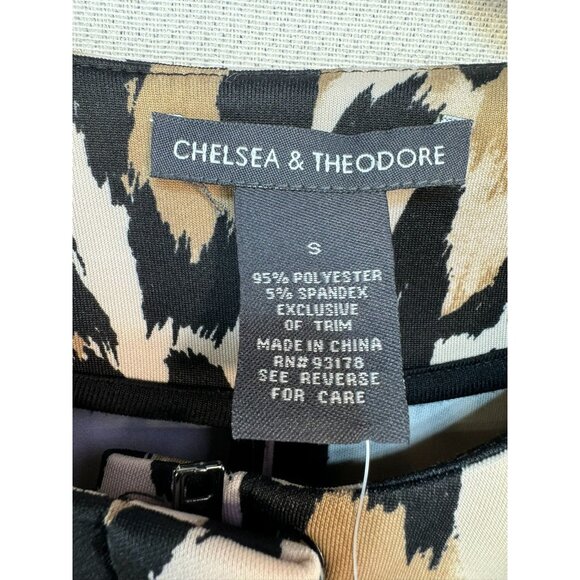 CHELSEA & THEODORE
S
95% POLYESTER
5% SPANDEX
EXCLUSIVE
OF TRIM
MADE IN CHINA
RN# 93178
SEE REVERSE
FOR CARE